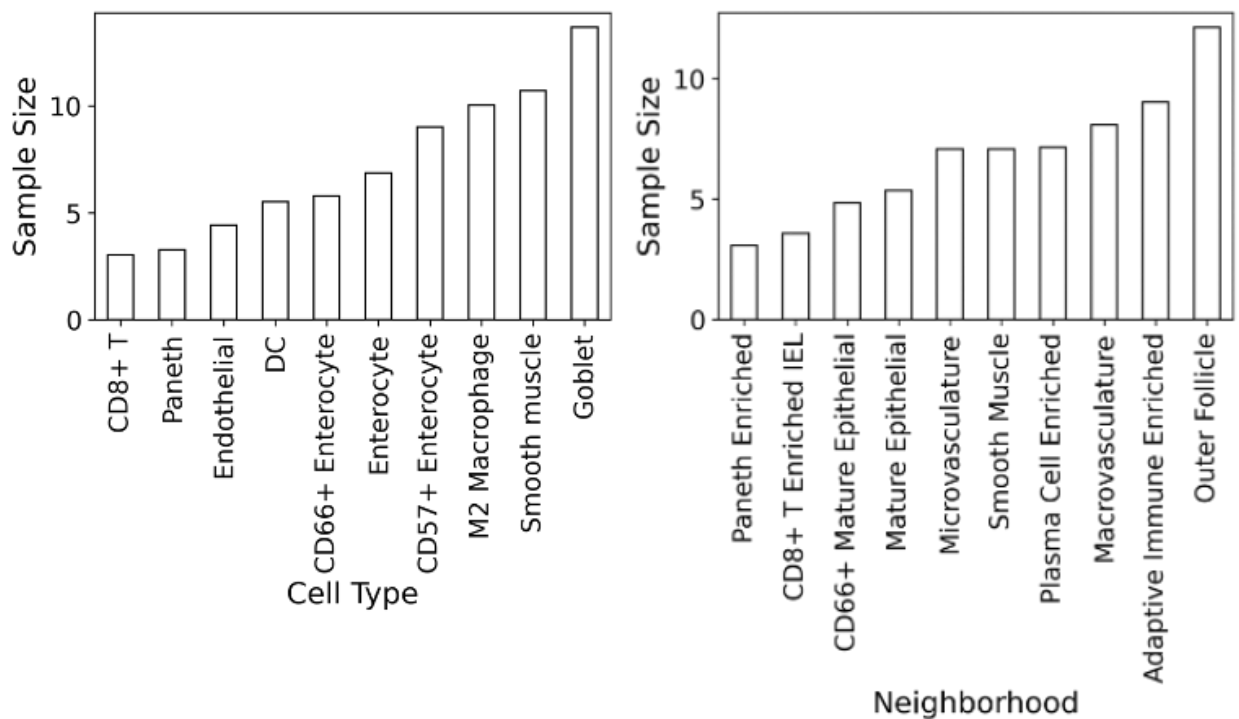 Sample Size
10
5
0
CD8+ T
Paneth
Endothelial
DC
CD66+ Enterocyte
Enterocyte
CD57+ Enterocyte
M2 Macrophage
Smooth muscle
Goblet
Cell Type
Sample Size
10
5
0
Paneth Enriched
CD8+ T Enriched IEL
CD66+ Mature Epithelial
Mature Epithelial
Microvasculature
Smooth Muscle
Plasma Cell Enriched
Macrovasculature
Adaptive Immune Enriched
Outer Follicle
Neighborhood